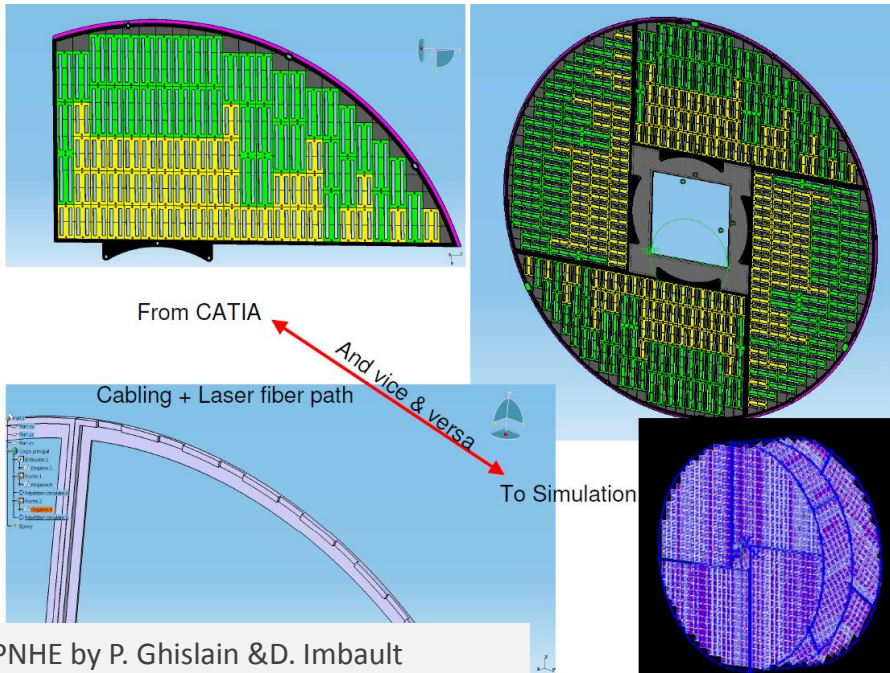 From CATIA
And vice & versa
Cabling + Laser fiber path
To Simulation
PNHE by P. Ghislain &D. Imbault